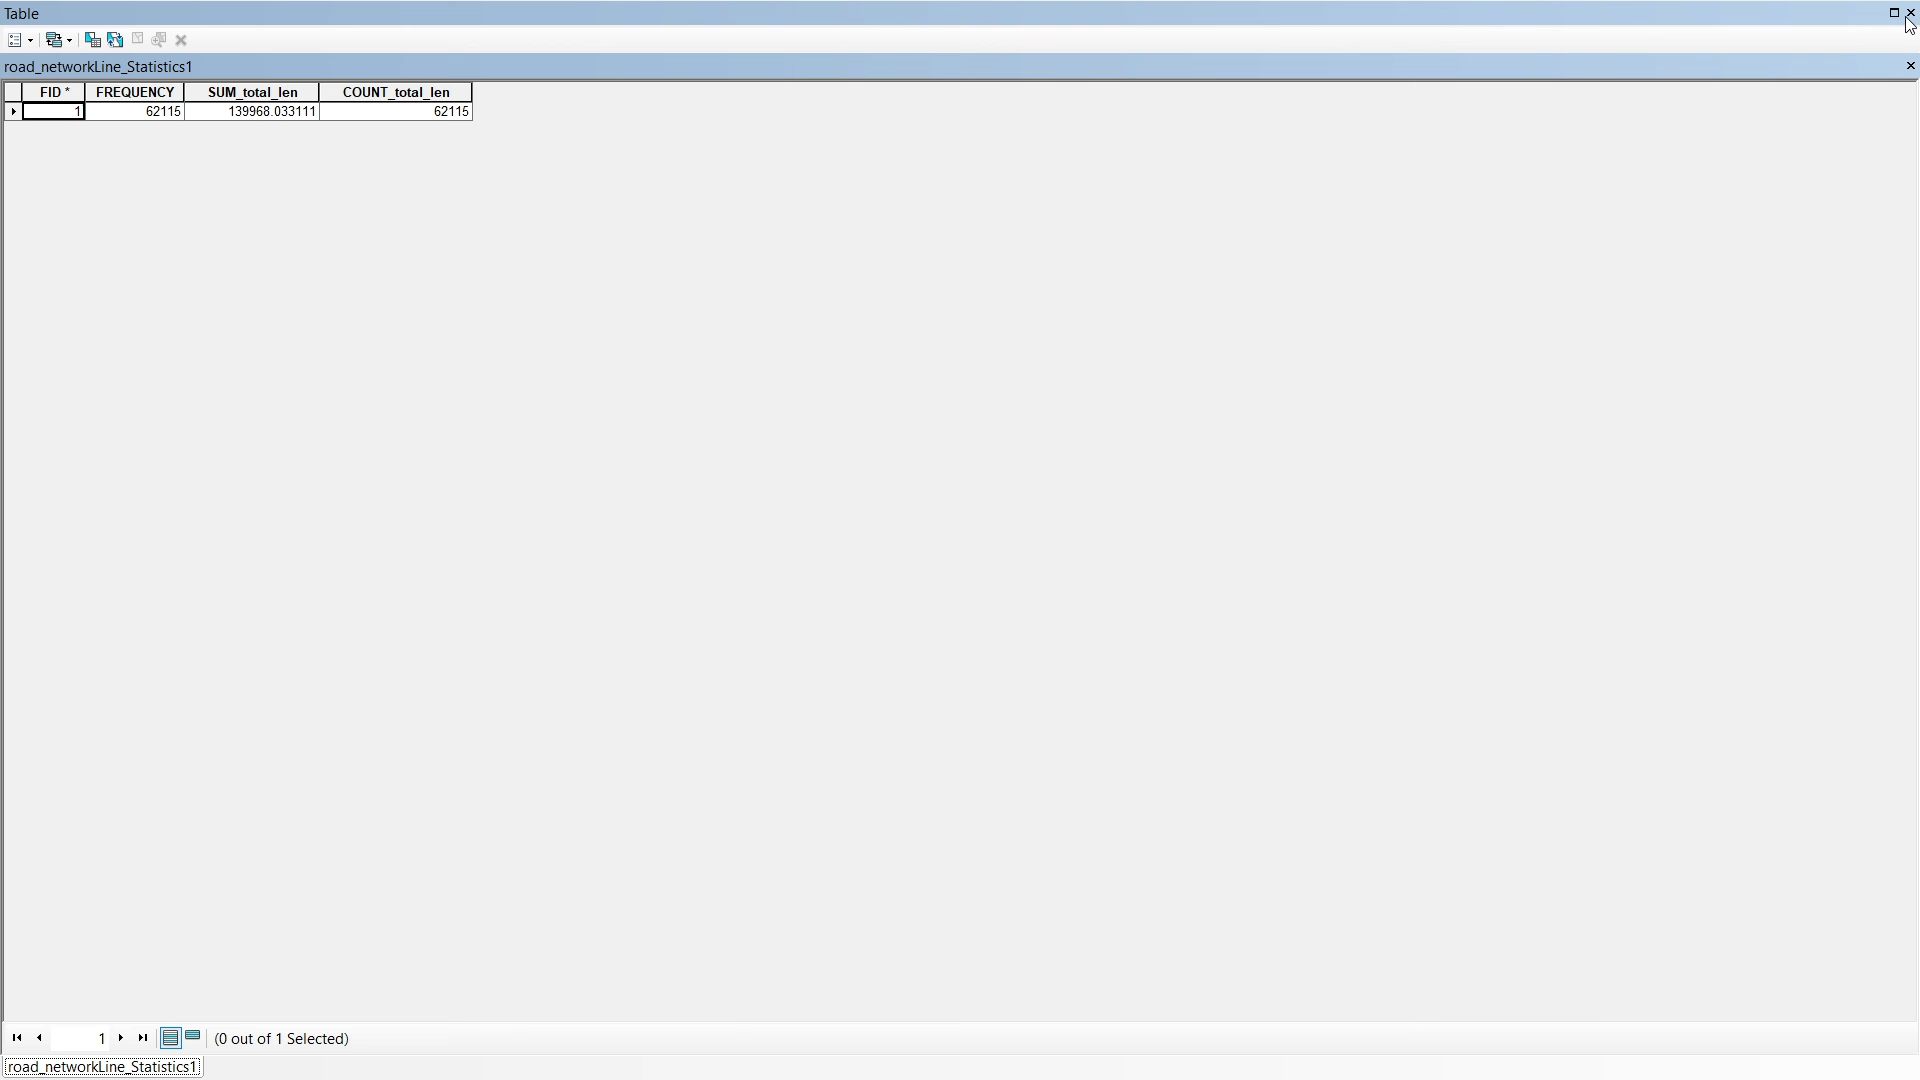 Table
road_networkLine_Statistics1
FID * FREQUENCY SUM_total_len COUNT_total_len
1 62115 139968.033111 62115
1 (0 out of 1 Selected)
road_networkLine_Statistics1